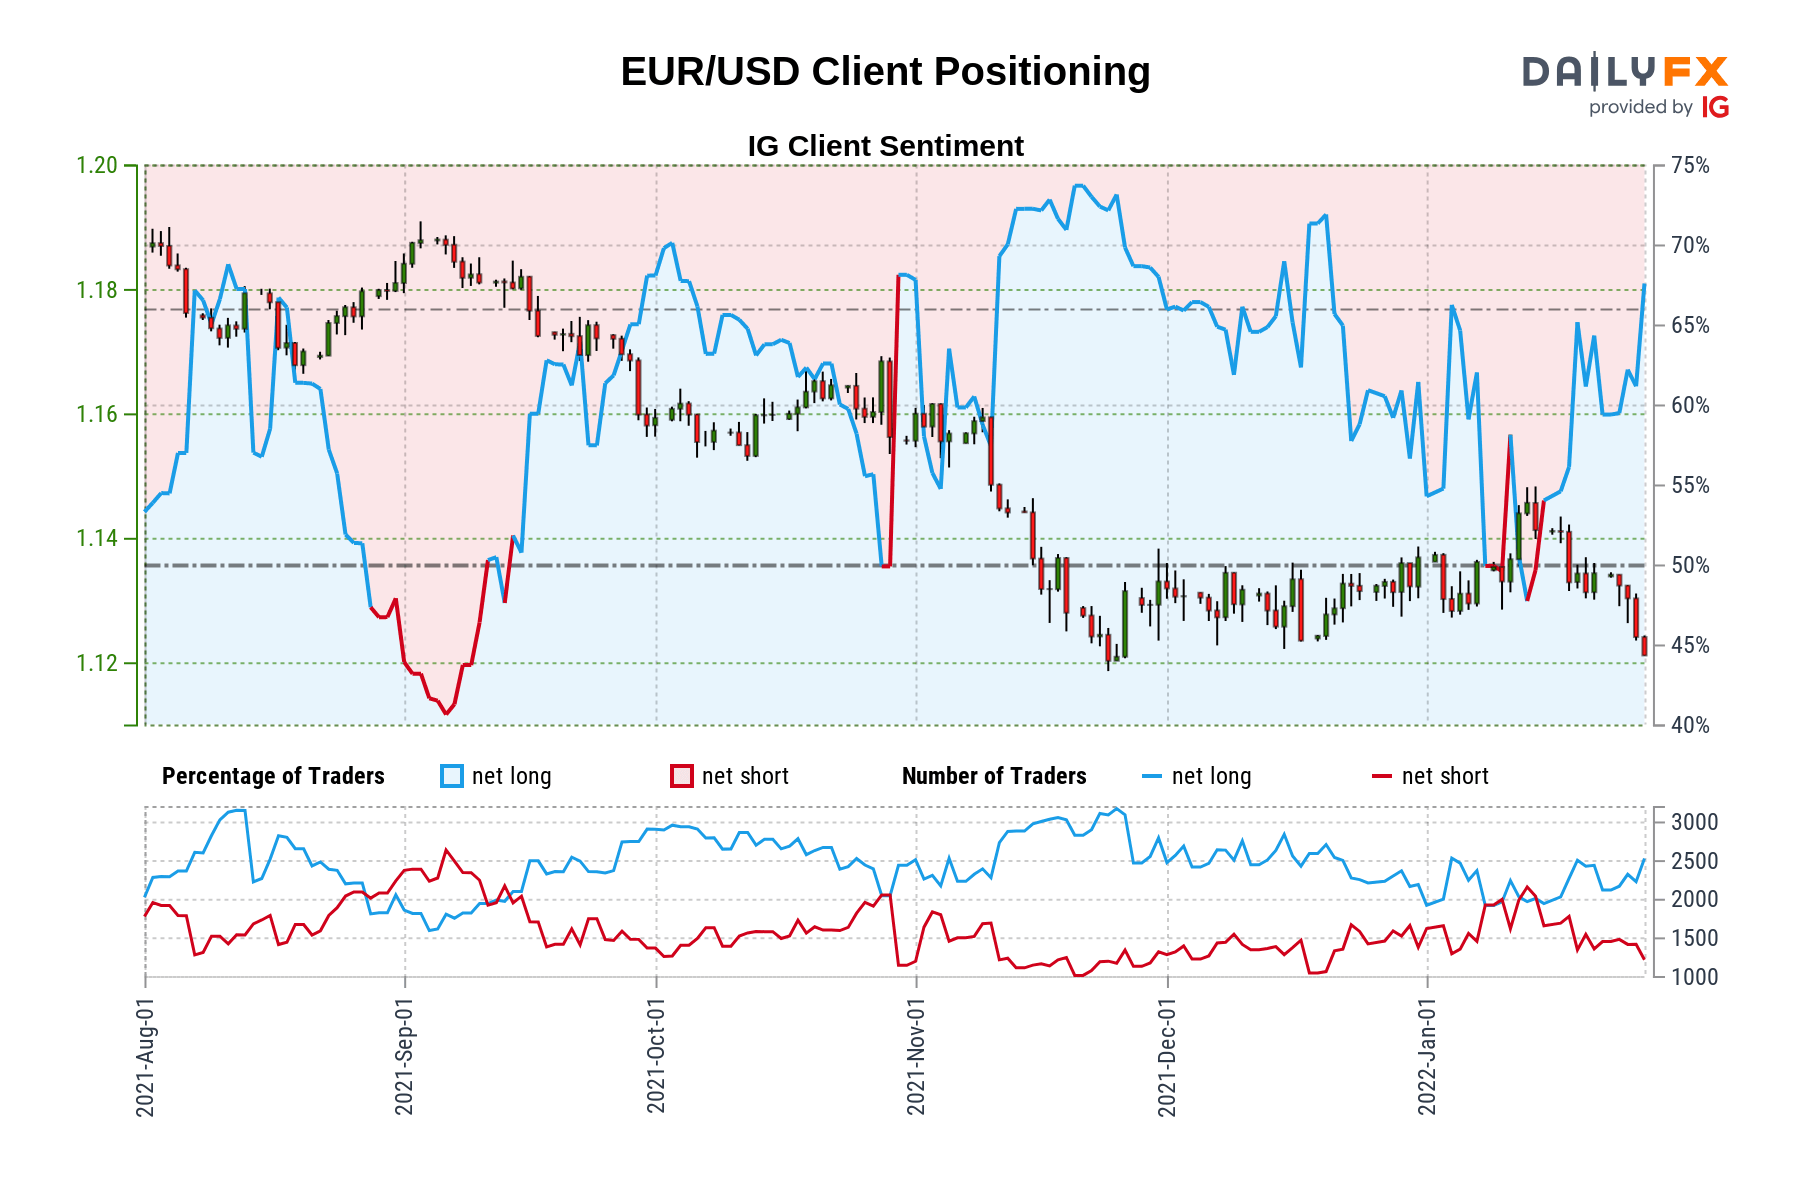 EUR/USD Client Positioning
DAILYFX
provided by IG
IG Client Sentiment
1.20
1.18
1.16
1.14
1.12
75%
70%
65%
60%
55%
50%
45%
40%
Percentage of Traders net long net short Number of Traders net long net short
3000
2500
2000
1500
1000
2021-Aug-01
2021-Sep-01
2021-Oct-01
2021-Nov-01
2021-Dec-01
2022-Jan-01